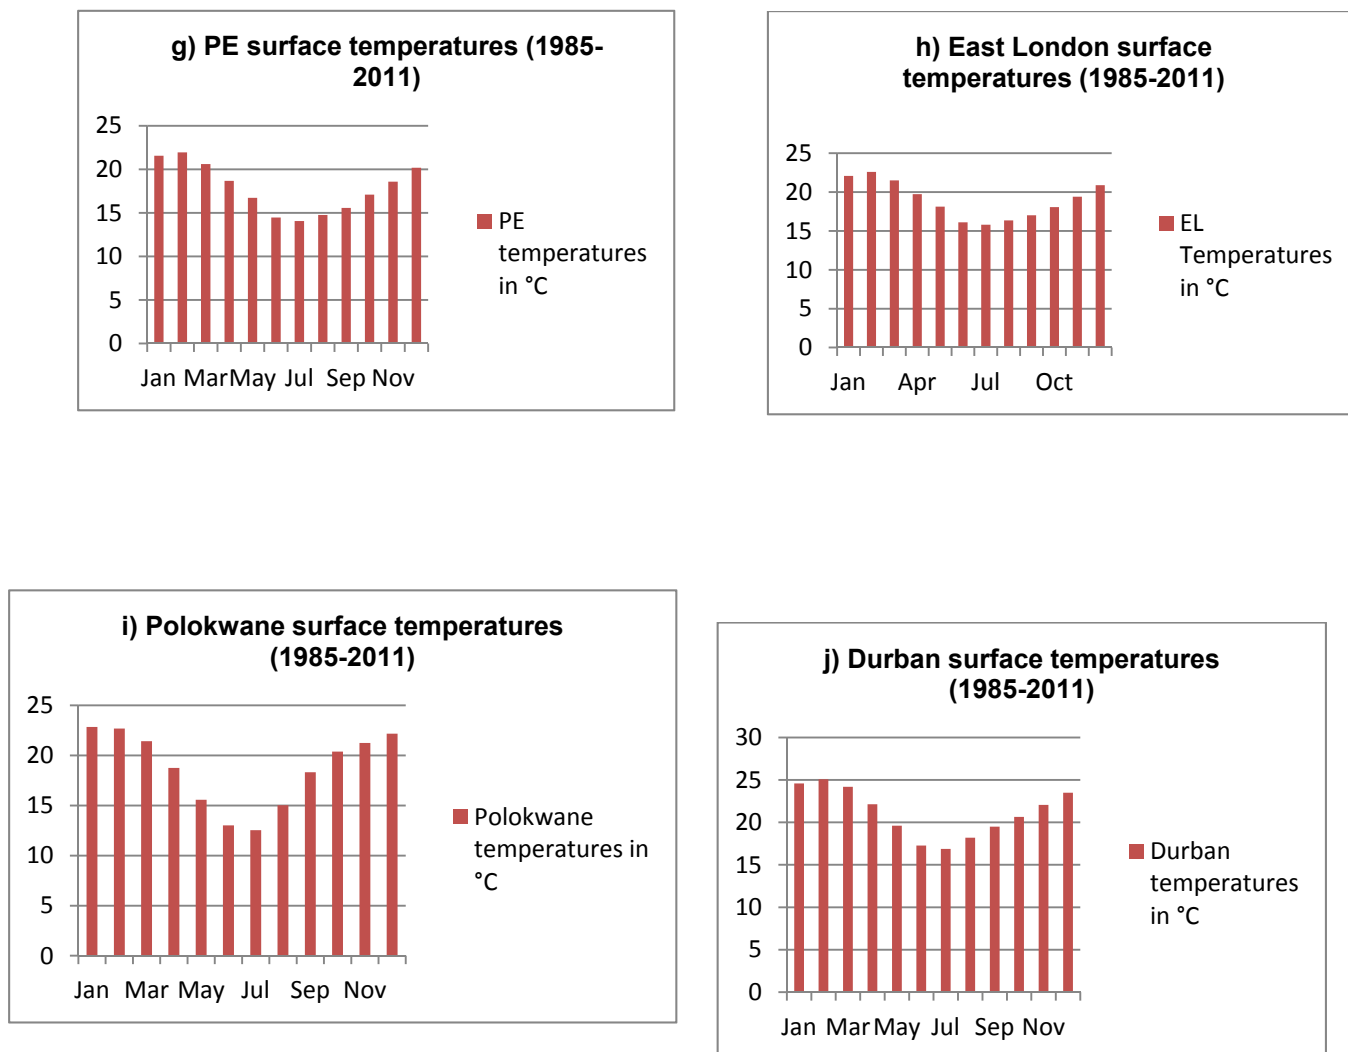 g) PE surface temperatures (1985-
2011)
25
20
15
10
5
0
Jan Mar May Jul Sep Nov
PE
temperatures
in °C
h) East London surface
temperatures (1985-2011)
25
20
15
10
5
0
Jan Apr Jul Oct
EL
Temperatures
in °C
i) Polokwane surface temperatures
(1985-2011)
25
20
15
10
5
0
Jan Mar May Jul Sep Nov
Polokwane
temperatures in
°C
j) Durban surface temperatures
(1985-2011)
30
25
20
15
10
5
0
Jan Mar May Jul Sep Nov
Durban
temperatures
in °C